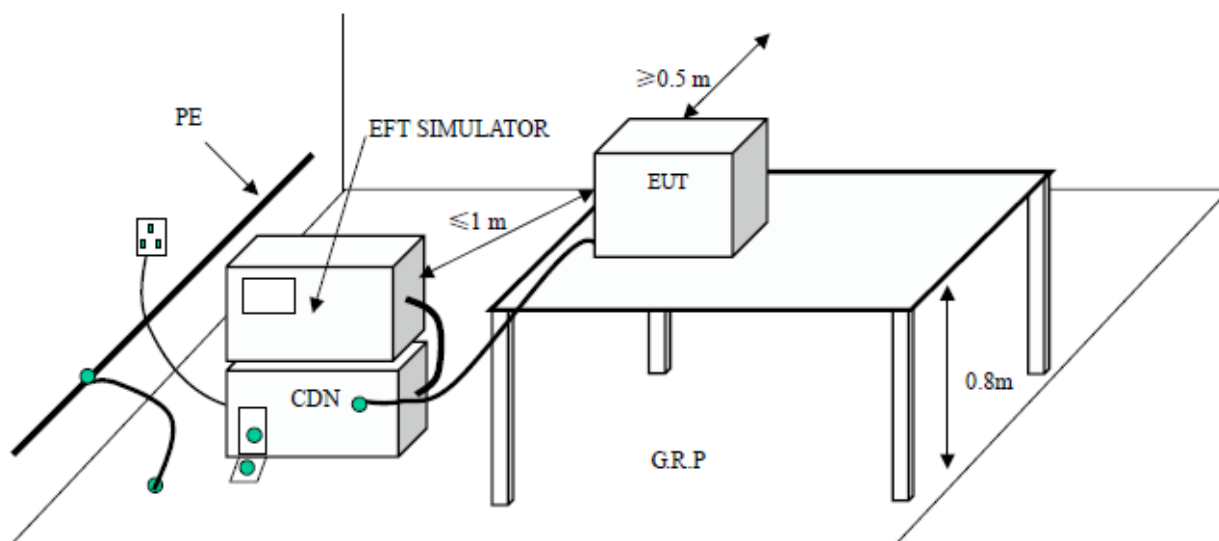 ≥0.5 m
PE
EFT SIMULATOR
EUT
≤1 m
0.8m
CDN
G.R.P